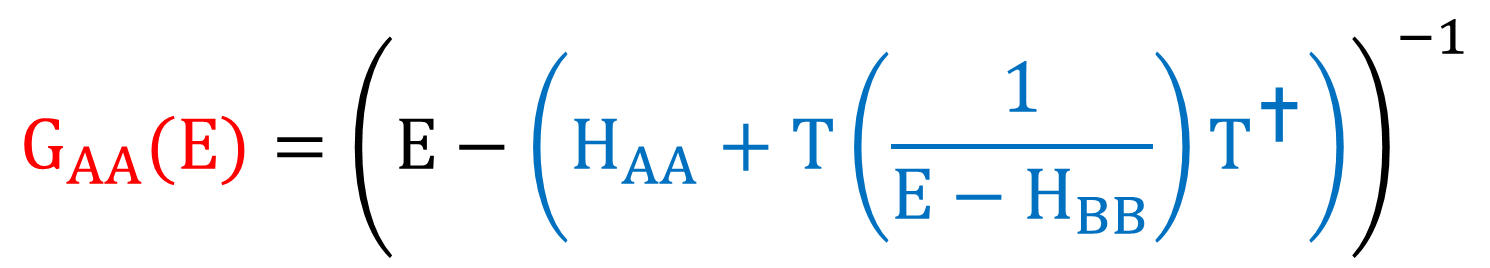 G_AA(E) = (E − (H_AA + T (1/(E − H_BB)) T^†))^−1